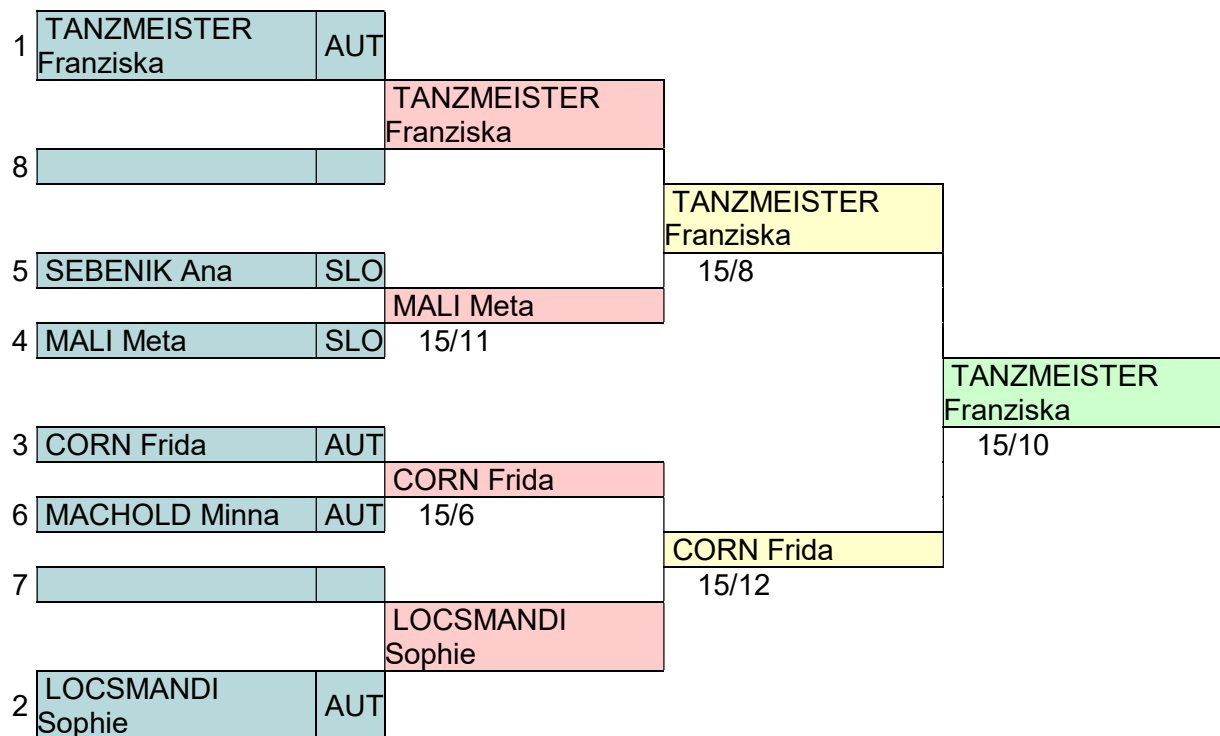 1 TANZMEISTER Franziska AUT
TANZMEISTER Franziska
8
TANZMEISTER Franziska
5 SEBENIK Ana SLO
15/8
MALI Meta
4 MALI Meta SLO
15/11
TANZMEISTER Franziska
3 CORN Frida AUT
15/10
CORN Frida
6 MACHOLD Minna AUT
15/6
CORN Frida
7
15/12
LOCSMANDI Sophie
2 LOCSMANDI Sophie AUT